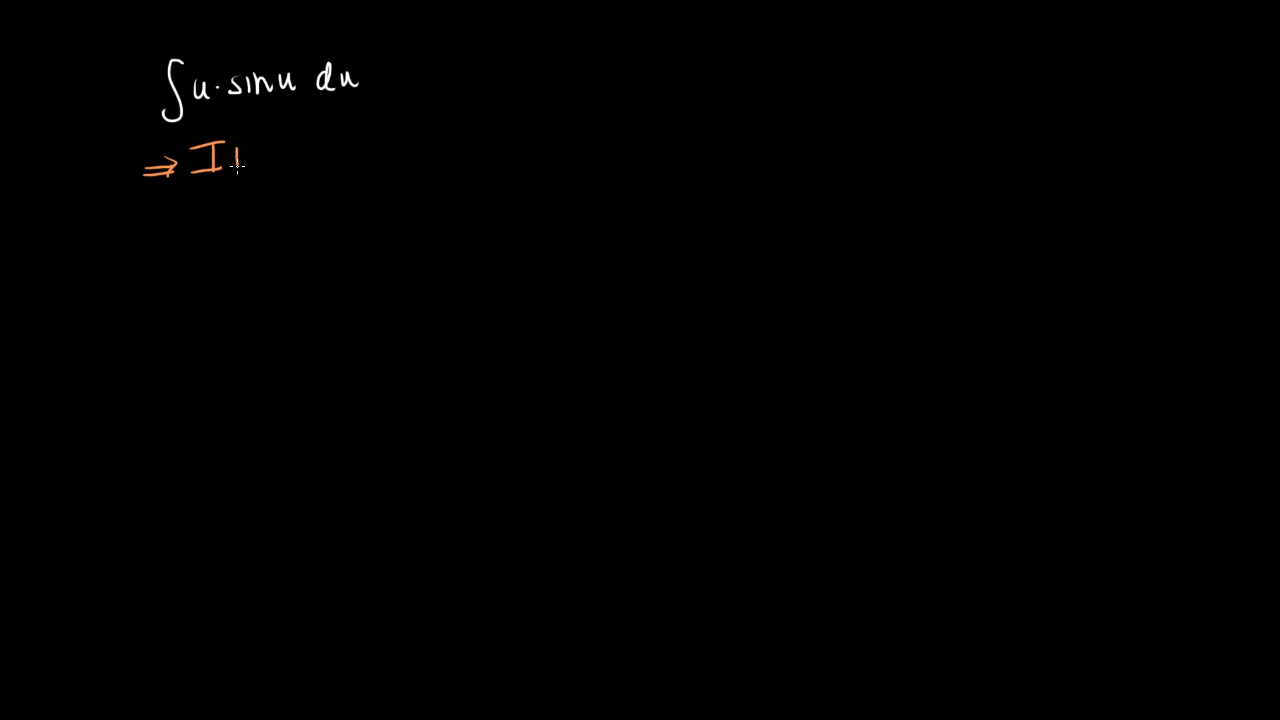 ∫u·sinu du
⇒ I